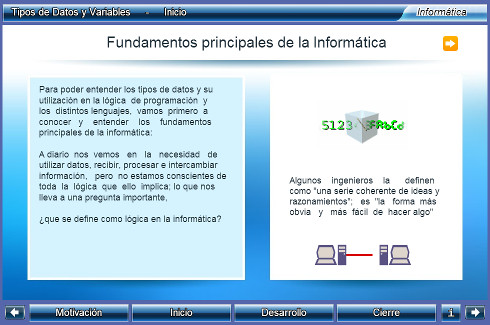 Tipos de Datos y Variables - Inicio
Informática
Fundamentos principales de la Informática
Para poder entender los tipos de datos y su
utilización en la lógica de programación y
los distintos lenguajes, vamos primero a
conocer y entender los fundamentos
principales de la informática:
A diario nos vemos en la necesidad de
utilizar datos, recibir, procesar e intercambiar
información, pero no estamos conscientes de
toda la lógica que ello implica; lo que nos
lleva a una pregunta importante,
¿que se define como lógica en la informática?
5123
Algunos ingenieros la definen
como "una serie coherente de ideas y
razonamientos"; es "la forma más
obvia y más fácil de hacer algo"
Motivación
Inicio
Desarrollo
Cierre
i